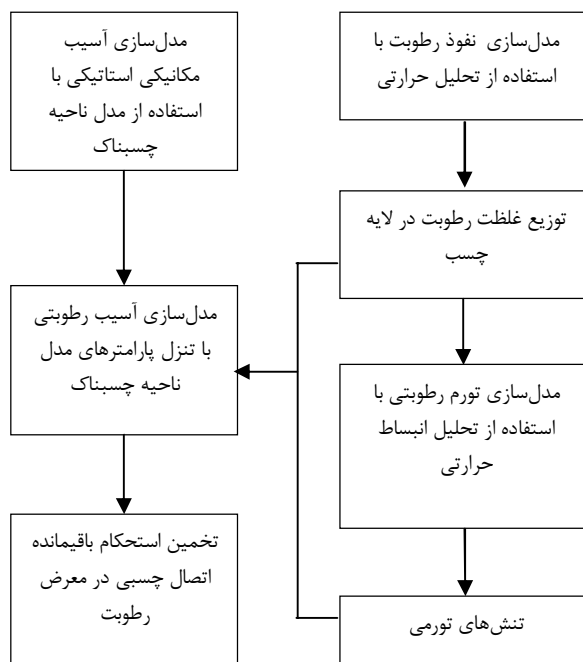 مدل‌سازی نفوذ رطوبت با
استفاده از تحلیل حرارتی
توزیع غلظت رطوبت در لایه
چسب
مدل‌سازی تورم رطوبتی با
استفاده از تحلیل انبساط
حرارتی
تنش‌های تورمی
مدل‌سازی آسیب
مکانیکی استاتیکی با
استفاده از مدل ناحیه
چسبناک
مدل‌سازی آسیب رطوبتی
با تنزل پارامترهای مدل
ناحیه چسبناک
تخمین استحکام باقیمانده
اتصال چسبی در معرض
رطوبت